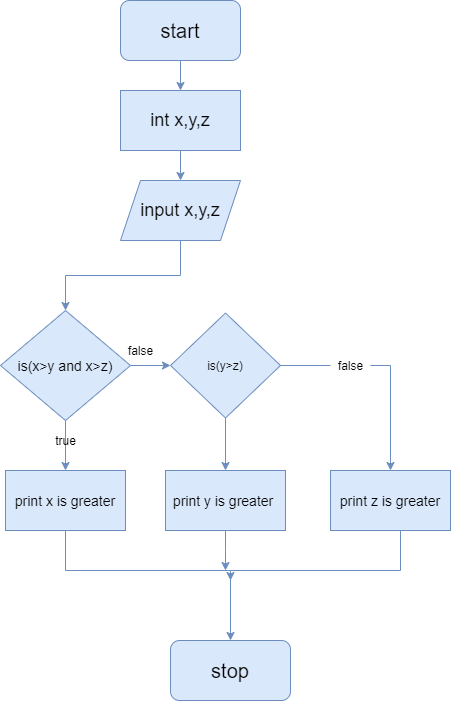 start
int x,y,z
input x,y,z
is(x>y and x>z)
false
is(y>z)
false
true
print x is greater
print y is greater
print z is greater
stop